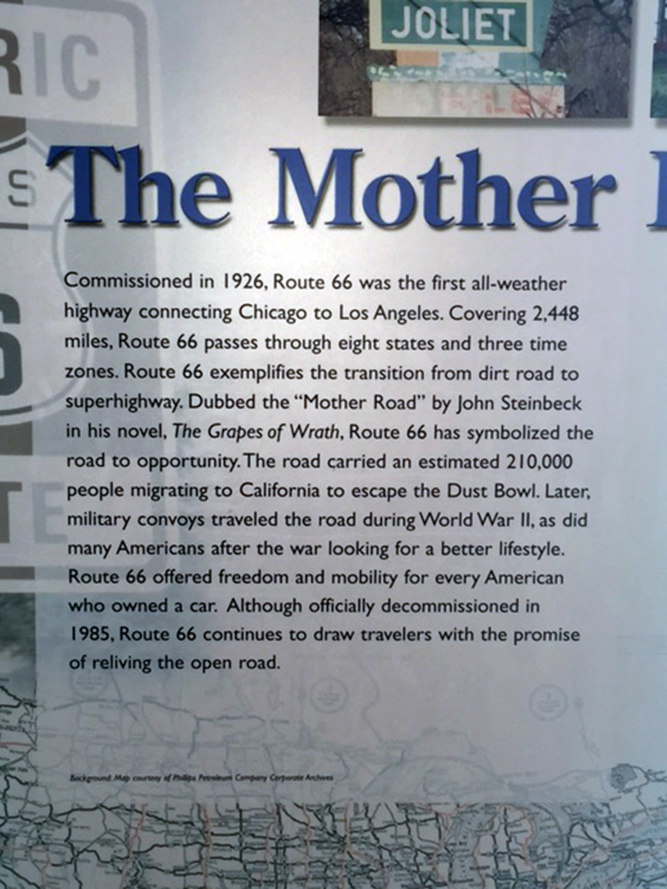 RIC
JOLIET
S
The Mother
6
TE
Commissioned in 1926, Route 66 was the first all-weather
highway connecting Chicago to Los Angeles. Covering 2,448
miles, Route 66 passes through eight states and three time
zones. Route 66 exemplifies the transition from dirt road to
superhighway. Dubbed the “Mother Road” by John Steinbeck
in his novel, The Grapes of Wrath, Route 66 has symbolized the
road to opportunity. The road carried an estimated 210,000
people migrating to California to escape the Dust Bowl. Later,
military convoys traveled the road during World War II, as did
many Americans after the war looking for a better lifestyle.
Route 66 offered freedom and mobility for every American
who owned a car. Although officially decommissioned in
1985, Route 66 continues to draw travelers with the promise
of reliving the open road.
Background: Map courtesy of Phillips Petroleum Company Corporate Archives